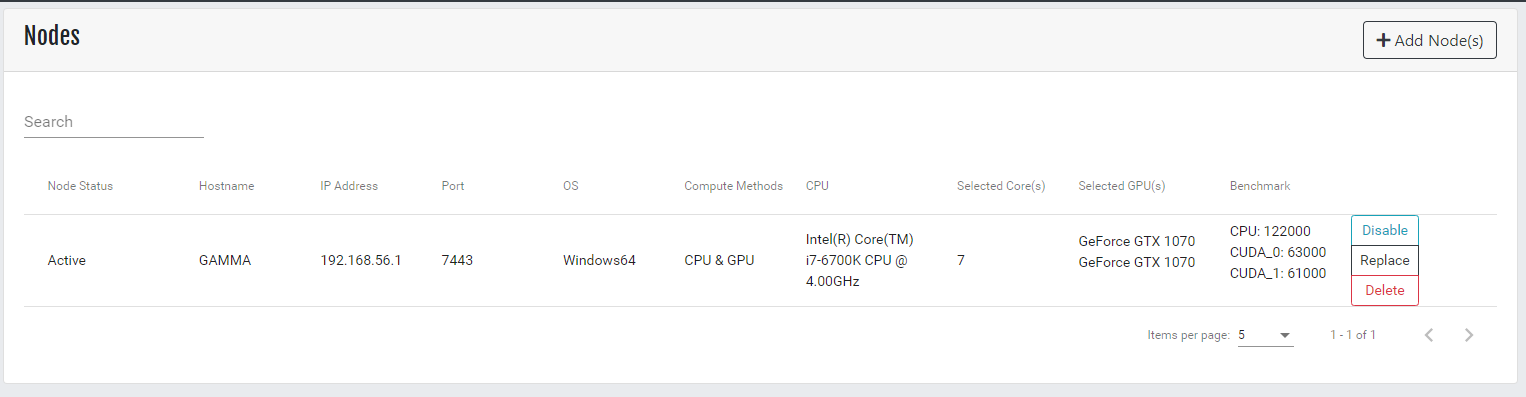 Nodes
Add Node(s)
Search
Node Status Hostname IP Address Port OS Compute Methods CPU Selected Core(s) Selected GPU(s) Benchmark
Active GAMMA 192.168.56.1 7443 Windows64 CPU & GPU
Intel(R) Core(TM)
i7-6700K CPU @
4.00GHz
7
GeForce GTX 1070
GeForce GTX 1070
CPU: 122000
CUDA_0: 63000
CUDA_1: 61000
Disable
Replace
Delete
Items per page: 5 1 - 1 of 1